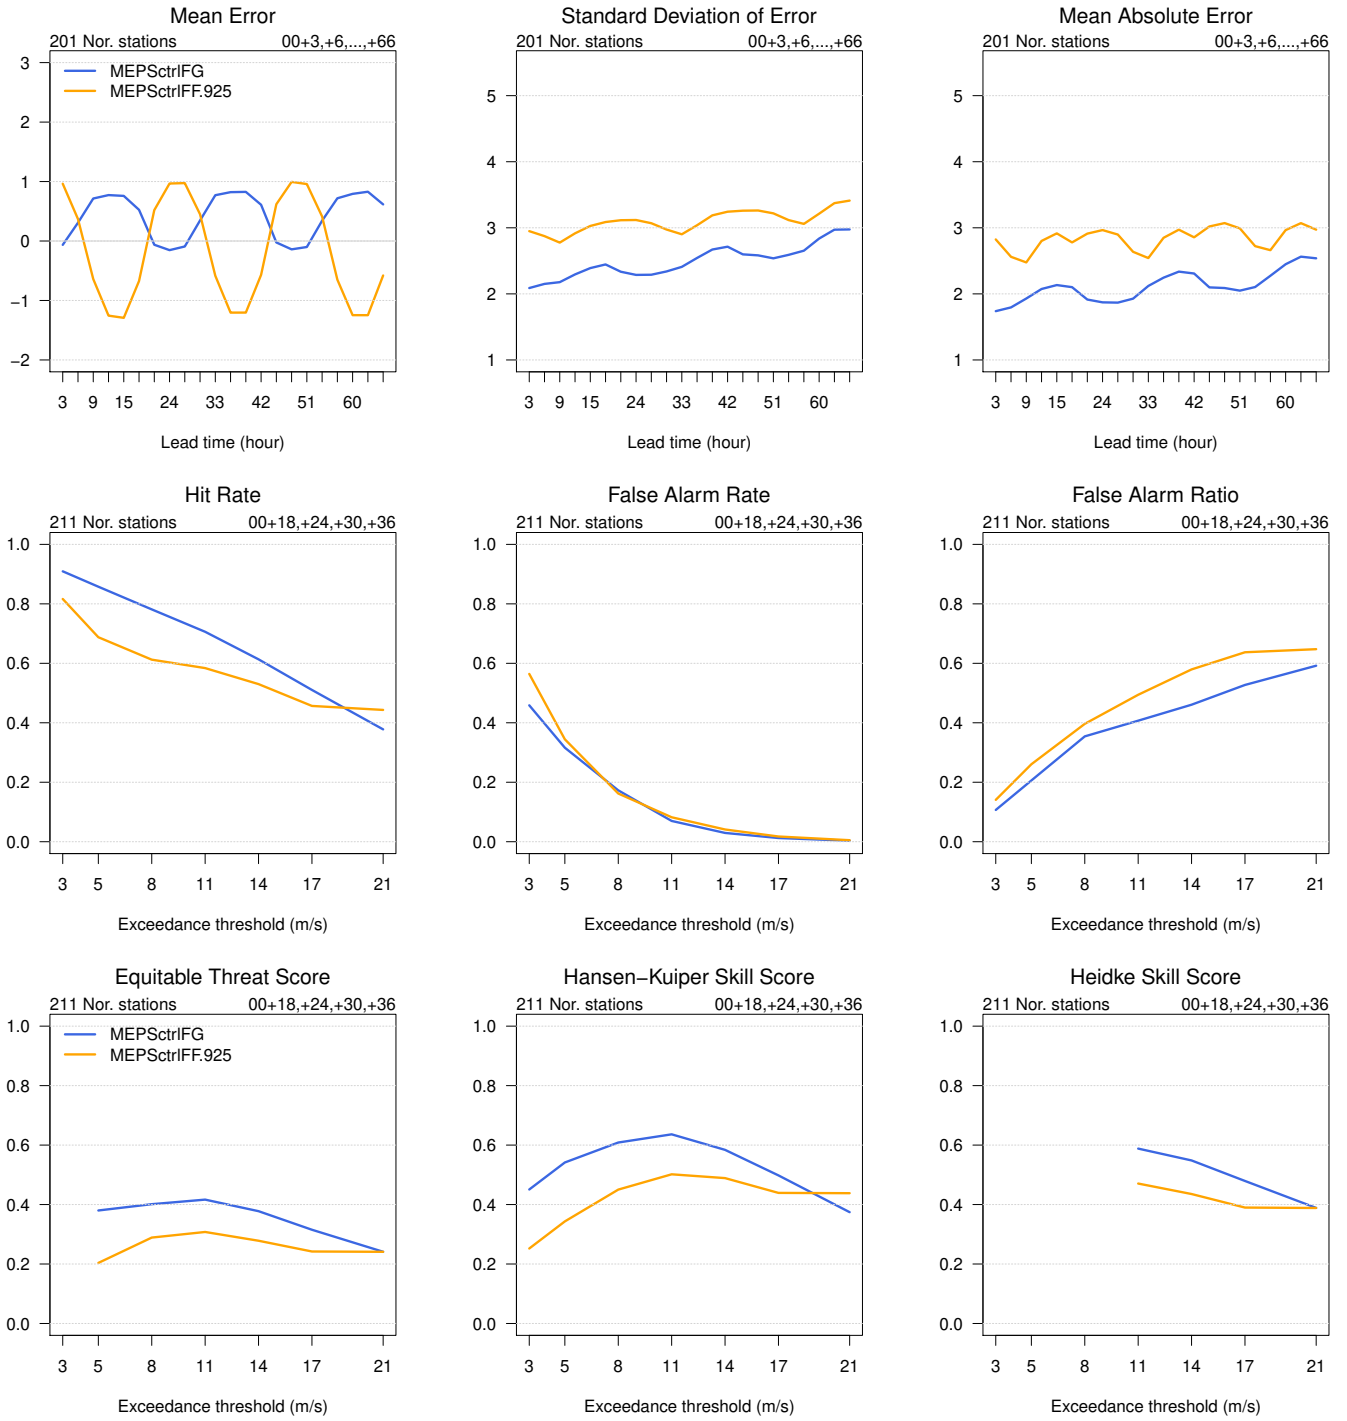 Mean Error
201 Nor. stations 00+3,+6,...,+66
MEPSctrlFG
MEPSctrlFF.925
3
2
1
0
−1
−2
3 9 15 24 33 42 51 60
Lead time (hour)
Standard Deviation of Error
201 Nor. stations 00+3,+6,...,+66
5
4
3
2
1
3 9 15 24 33 42 51 60
Lead time (hour)
Mean Absolute Error
201 Nor. stations 00+3,+6,...,+66
5
4
3
2
1
3 9 15 24 33 42 51 60
Lead time (hour)
Hit Rate
211 Nor. stations 00+18,+24,+30,+36
1.0
0.8
0.6
0.4
0.2
0.0
3 5 8 11 14 17 21
Exceedance threshold (m/s)
False Alarm Rate
211 Nor. stations 00+18,+24,+30,+36
1.0
0.8
0.6
0.4
0.2
0.0
3 5 8 11 14 17 21
Exceedance threshold (m/s)
False Alarm Ratio
211 Nor. stations 00+18,+24,+30,+36
1.0
0.8
0.6
0.4
0.2
0.0
3 5 8 11 14 17 21
Exceedance threshold (m/s)
Equitable Threat Score
211 Nor. stations 00+18,+24,+30,+36
MEPSctrlFG
MEPSctrlFF.925
1.0
0.8
0.6
0.4
0.2
0.0
3 5 8 11 14 17 21
Exceedance threshold (m/s)
Hansen−Kuiper Skill Score
211 Nor. stations 00+18,+24,+30,+36
1.0
0.8
0.6
0.4
0.2
0.0
3 5 8 11 14 17 21
Exceedance threshold (m/s)
Heidke Skill Score
211 Nor. stations 00+18,+24,+30,+36
1.0
0.8
0.6
0.4
0.2
0.0
3 5 8 11 14 17 21
Exceedance threshold (m/s)